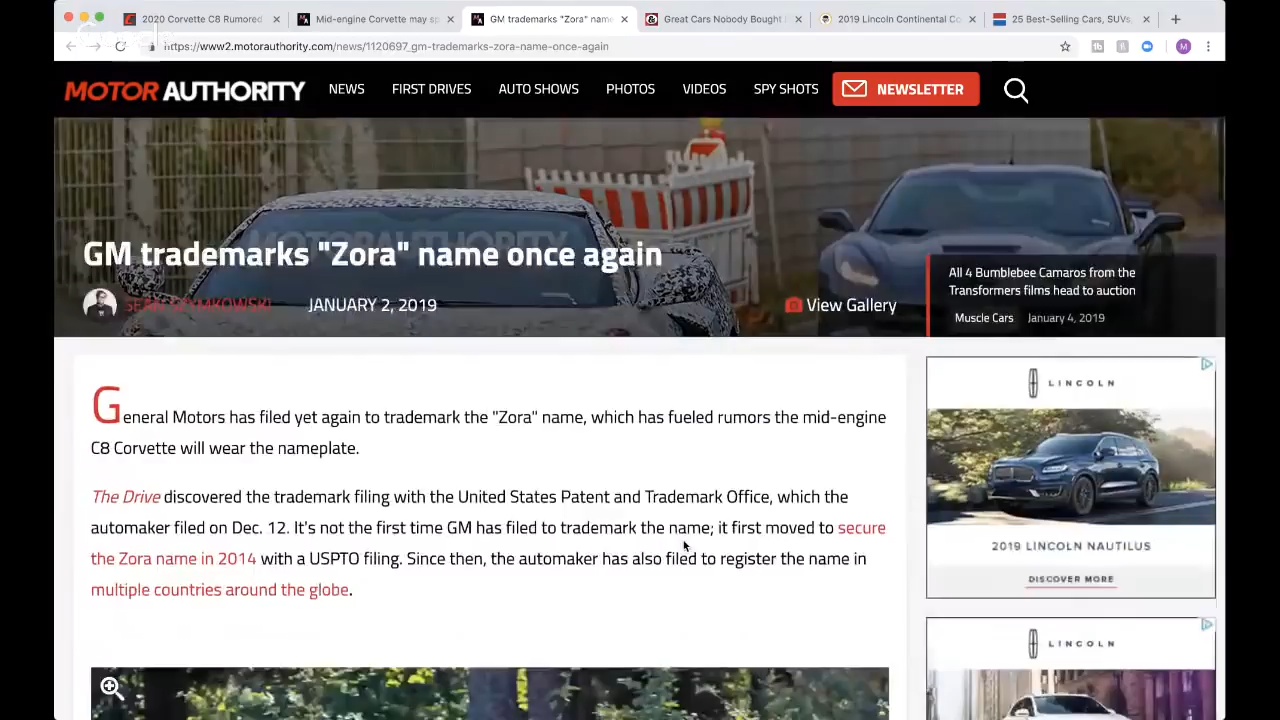 2020 Corvette C8 Rumored
Mid-engine Corvette may sp
GM trademarks "Zora" name
Great Cars Noboody Bought
2019 Lincoln Continental Co
25 Best-Selling Cars, SUVs,
https://www2.motorauthority.com/news/1120697_gm-trademarks-zora-name-once-again
MOTOR AUTHORITY
NEWS
FIRST DRIVES
AUTO SHOWS
PHOTOS
VIDEOS
SPY SHOTS
NEWSLETTER
GM trademarks "Zora" name once again
SEAN SZYMKOWSKI
JANUARY 2, 2019
View Gallery
All 4 Bumblebee Camaros from the
Transformers films head to auction
Muscle Cars January 4, 2019
General Motors has filed yet again to trademark the "Zora" name, which has fueled rumors the mid-engine
C8 Corvette will wear the nameplate.
The Drive discovered the trademark filing with the United States Patent and Trademark Office, which the
automaker filed on Dec. 12. It's not the first time GM has filed to trademark the name; it first moved to secure
the Zora name in 2014 with a USPTO filing. Since then, the automaker has also filed to register the name in
multiple countries around the globe.
LINCOLN
2019 LINCOLN NAUTILUS
DISCOVER MORE
LINCOLN